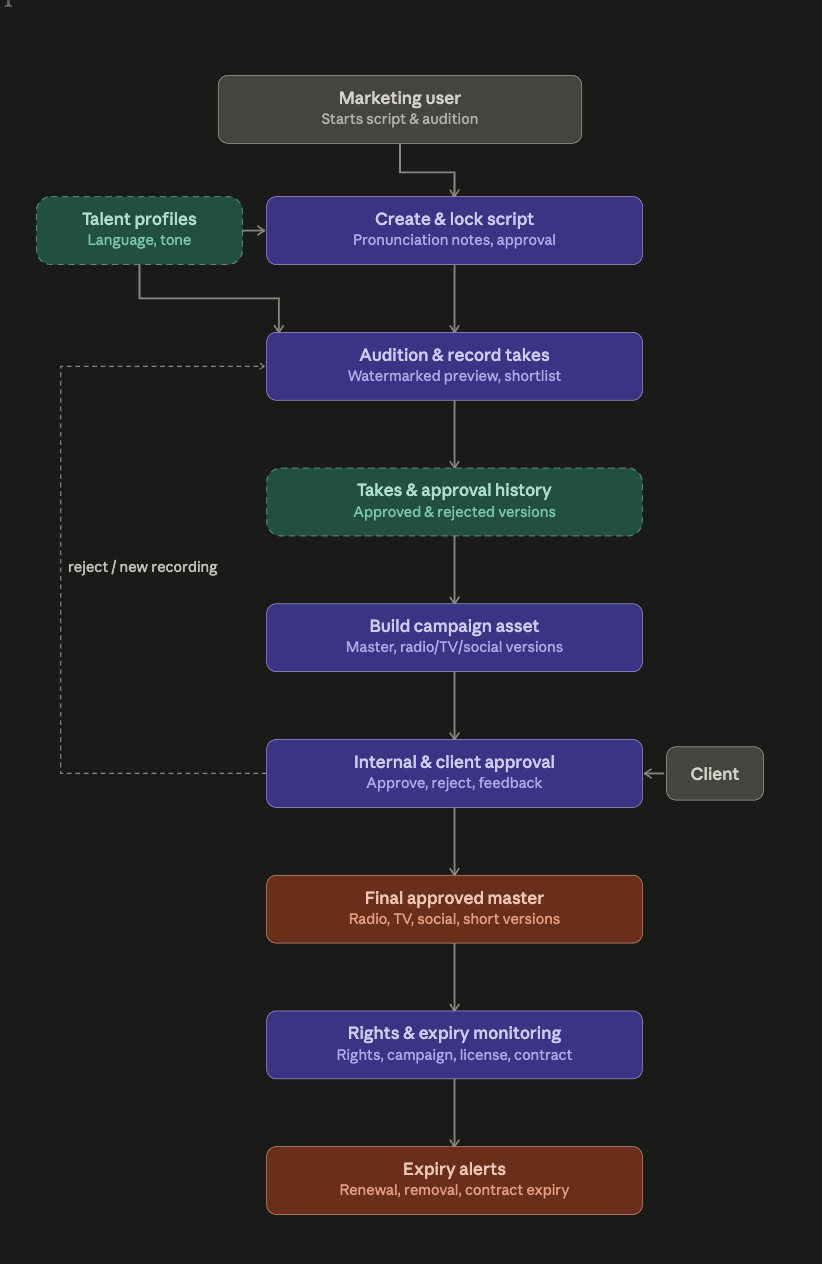 Marketing user
Starts script & audition
Talent profiles
Language, tone
Create & lock script
Pronunciation notes, approval
Audition & record takes
Watermarked preview, shortlist
Takes & approval history
Approved & rejected versions
reject / new recording
Build campaign asset
Master, radio/TV/social versions
Internal & client approval
Approve, reject, feedback
Client
Final approved master
Radio, TV, social, short versions
Rights & expiry monitoring
Rights, campaign, license, contract
Expiry alerts
Renewal, removal, contract expiry